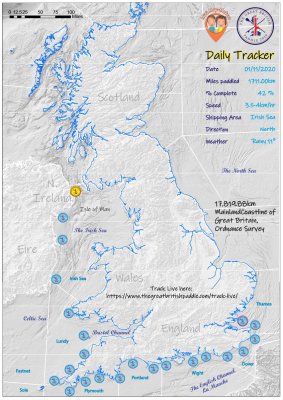 0 12.525 50 75 100
Miles
Daily Tracker
Date 01/11/2020
Miles paddled 1711.00km
% Complete 42 %
Speed 3.5-4km/hr
Shipping Area Irish Sea
Direction North
Weather Rainy 11°
Scotland
The North Sea
N. Ireland
Isle of Man
17,819.88km
Mainland Coastline of
Great Britain,
Ordnance Survey
The Irish Sea
Eire
Irish Sea
Wales
Track Live here:
https://www.thegreatbritishpaddle.com/track-live/
Celtic Sea
Thames
England
Bristol Channel
Lundy
Dover
Fastnet
Portland
Wight
The English Channel
La Manche
Sole
Plymouth